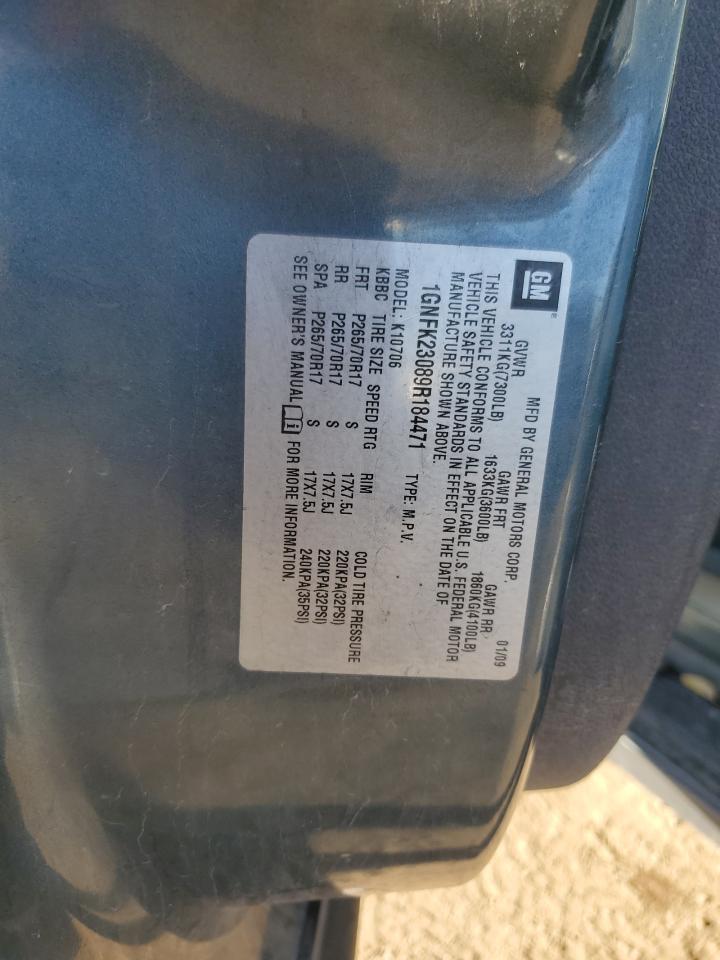 GM®
MFD BY GENERAL MOTORS CORP. 01/09
GVWR GAWR FRT GAWR RR
3311KG(7300LB) 1633KG(3600LB) 1860KG(4100LB)
THIS VEHICLE CONFORMS TO ALL APPLICABLE U.S. FEDERAL MOTOR
VEHICLE SAFETY STANDARDS IN EFFECT ON THE DATE OF
MANUFACTURE SHOWN ABOVE.
1GNFK23089R184471 TYPE: M.P.V.
MODEL: K10706
KBBC TIRE SIZE SPEED RTG RIM COLD TIRE PRESSURE
FRT P265/70R17 S 17X7.5J 220KPA(32PSI)
RR P265/70R17 S 17X7.5J 220KPA(32PSI)
SPA P265/70R17 S 17X7.5J 240KPA(35PSI)
SEE OWNER'S MANUAL i FOR MORE INFORMATION.